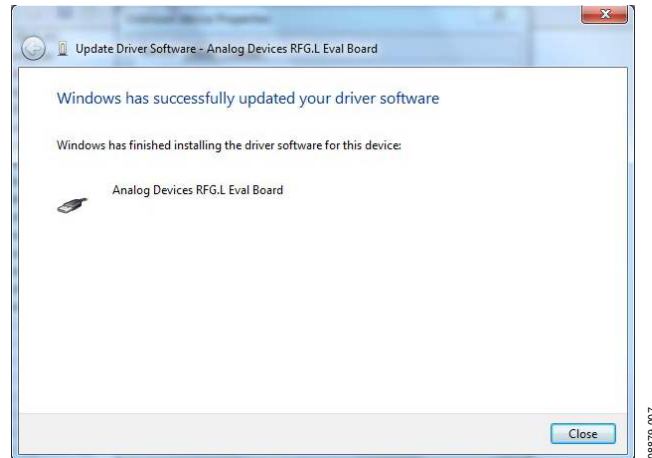 Update Driver Software - Analog Devices RFG.L Eval Board
Windows has successfully updated your driver software
Windows has finished installing the driver software for this device:
Analog Devices RFG.L Eval Board
Close